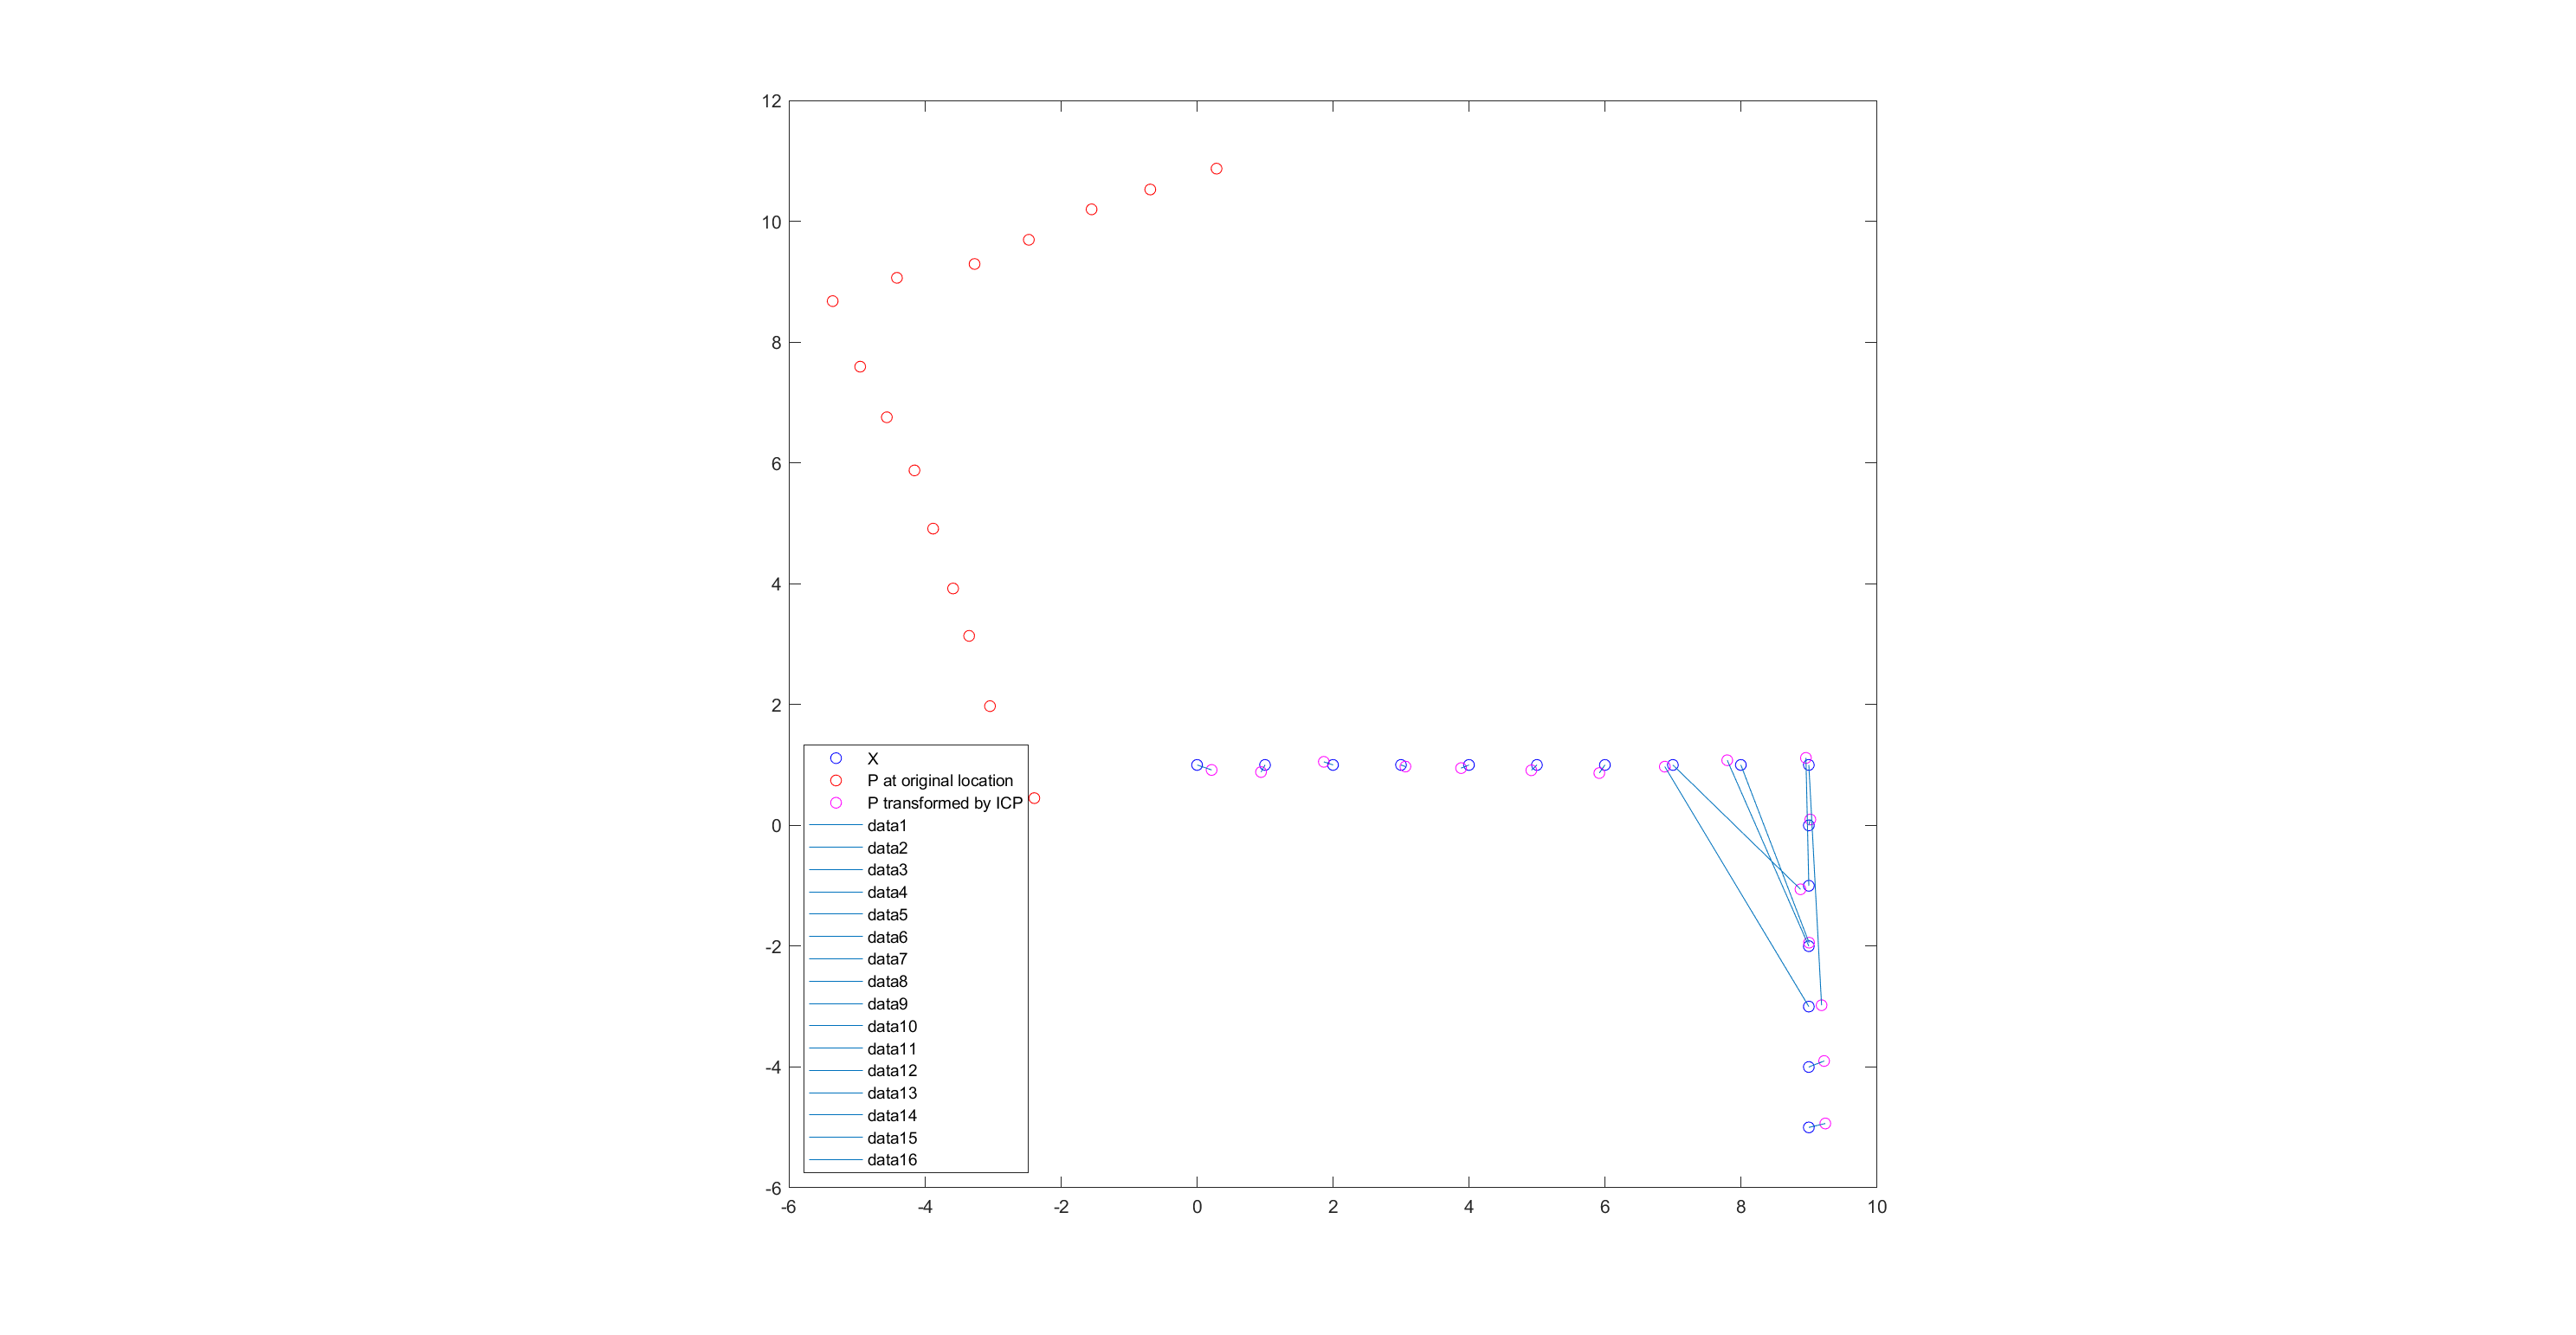 12
10
8
6
4
2
0
-2
-4
-6
X
P at original location
P transformed by ICP
data1
data2
data3
data4
data5
data6
data7
data8
data9
data10
data11
data12
data13
data14
data15
data16
-6 -4 -2 0 2 4 6 8 10